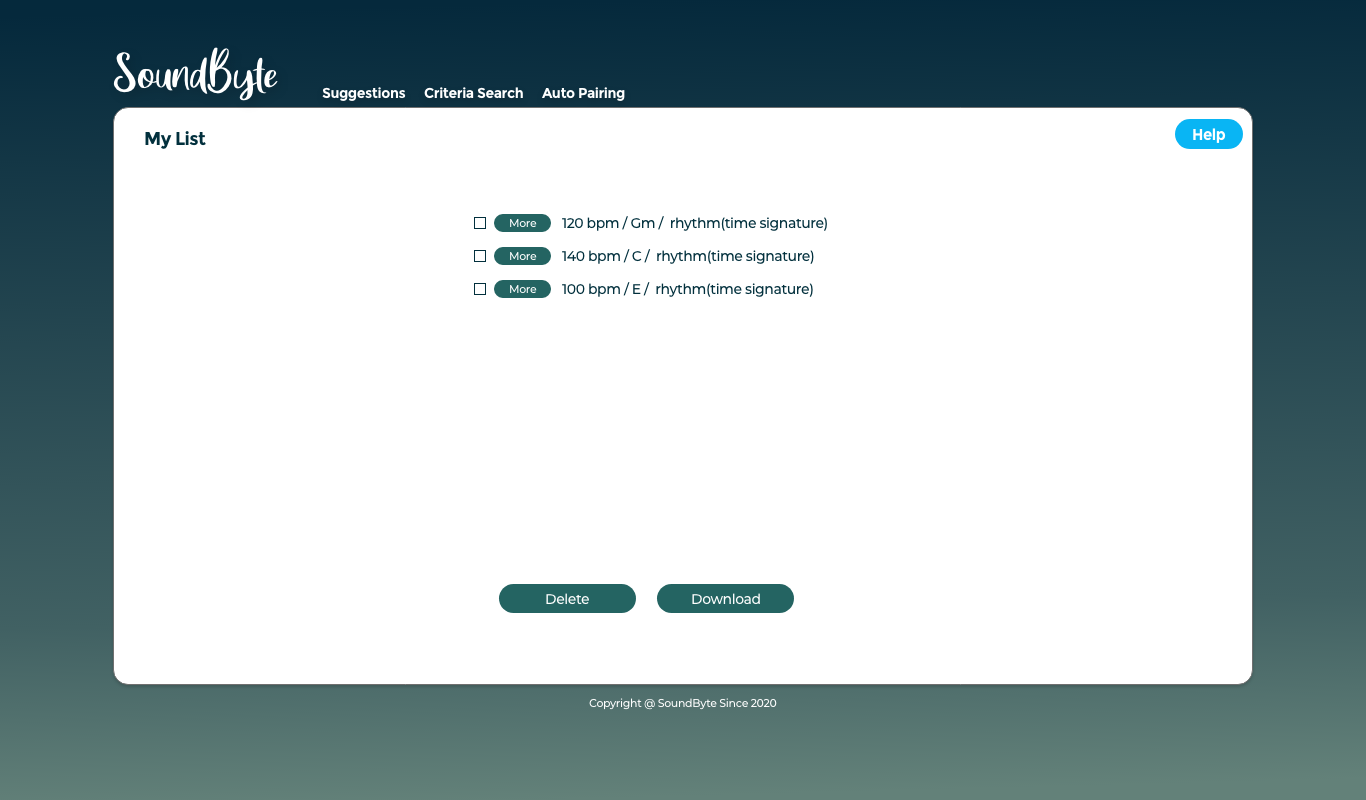 SoundByte
Suggestions Criteria Search Auto Pairing
My List
Help
More 120 bpm / Gm / rhythm(time signature)
More 140 bpm / C / rhythm(time signature)
More 100 bpm / E / rhythm(time signature)
Delete Download
Copyright @ SoundByte Since 2020